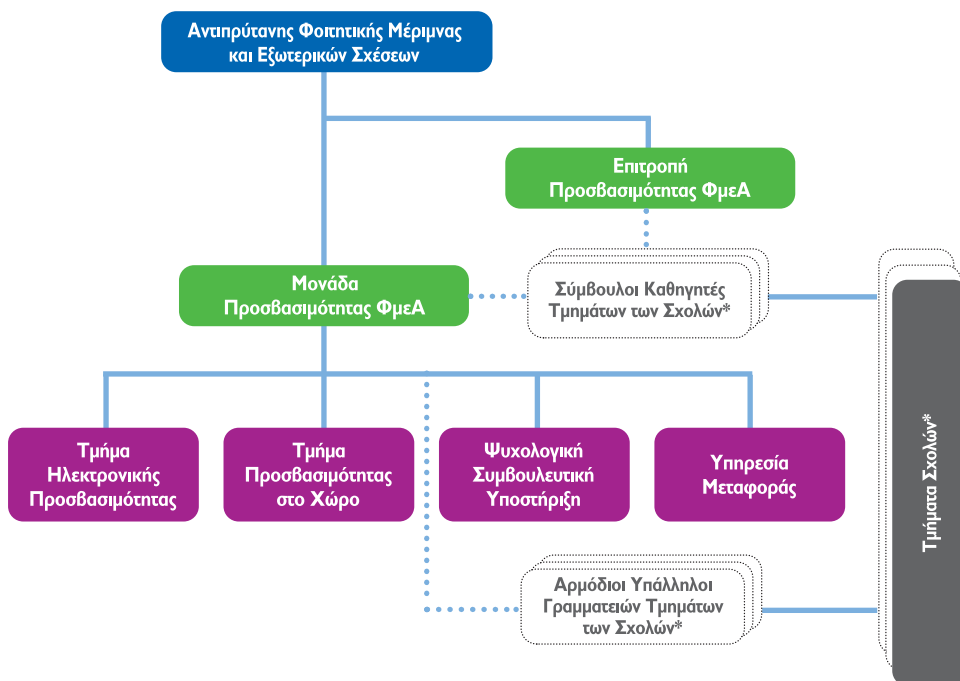 Αντιπρύτανης Φοιτητικής Μέριμνας
και Εξωτερικών Σχέσεων
Επιτροπή
Προσβασιμότητας ΦμεΑ
Μονάδα
Προσβασιμότητας ΦμεΑ
Σύμβουλοι Καθηγητές
Τμημάτων των Σχολών*
Τμήμα
Ηλεκτρονικής
Προσβασιμότητας
Τμήμα
Προσβασιμότητας
στο Χώρο
Ψυχολογική
Συμβουλευτική
Υποστήριξη
Υπηρεσία
Μεταφοράς
Αρμόδιοι Υπάλληλοι
Γραμματειών Τμημάτων
των Σχολών*
Τμήματα Σχολών*